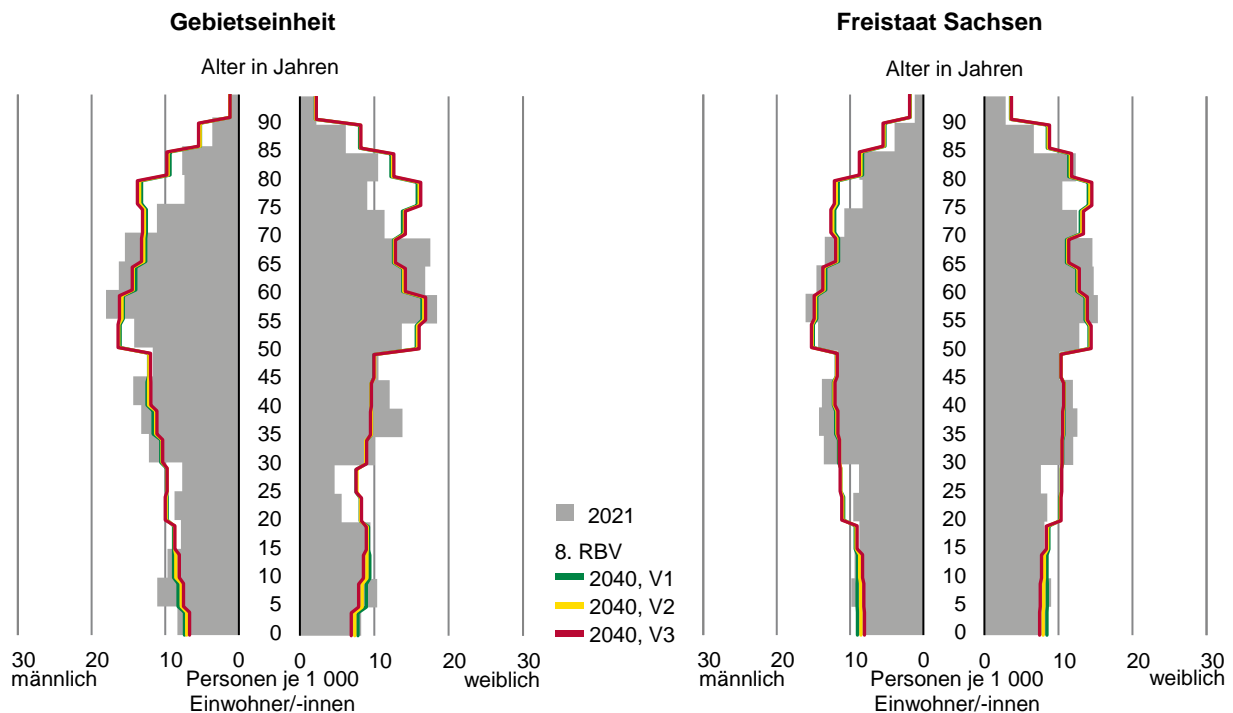 Gebietseinheit
Alter in Jahren
90
85
80
75
70
65
60
55
50
45
40
35
30
25
20
15
10
5
0
30 20 10 0 0 10 20 30
männlich Personen je 1 000 weiblich
Einwohner/-innen
2021
8. RBV
2040, V1
2040, V2
2040, V3
Freistaat Sachsen
Alter in Jahren
90
85
80
75
70
65
60
55
50
45
40
35
30
25
20
15
10
5
0
30 20 10 0 0 10 20 30
männlich Personen je 1 000 weiblich
Einwohner/-innen